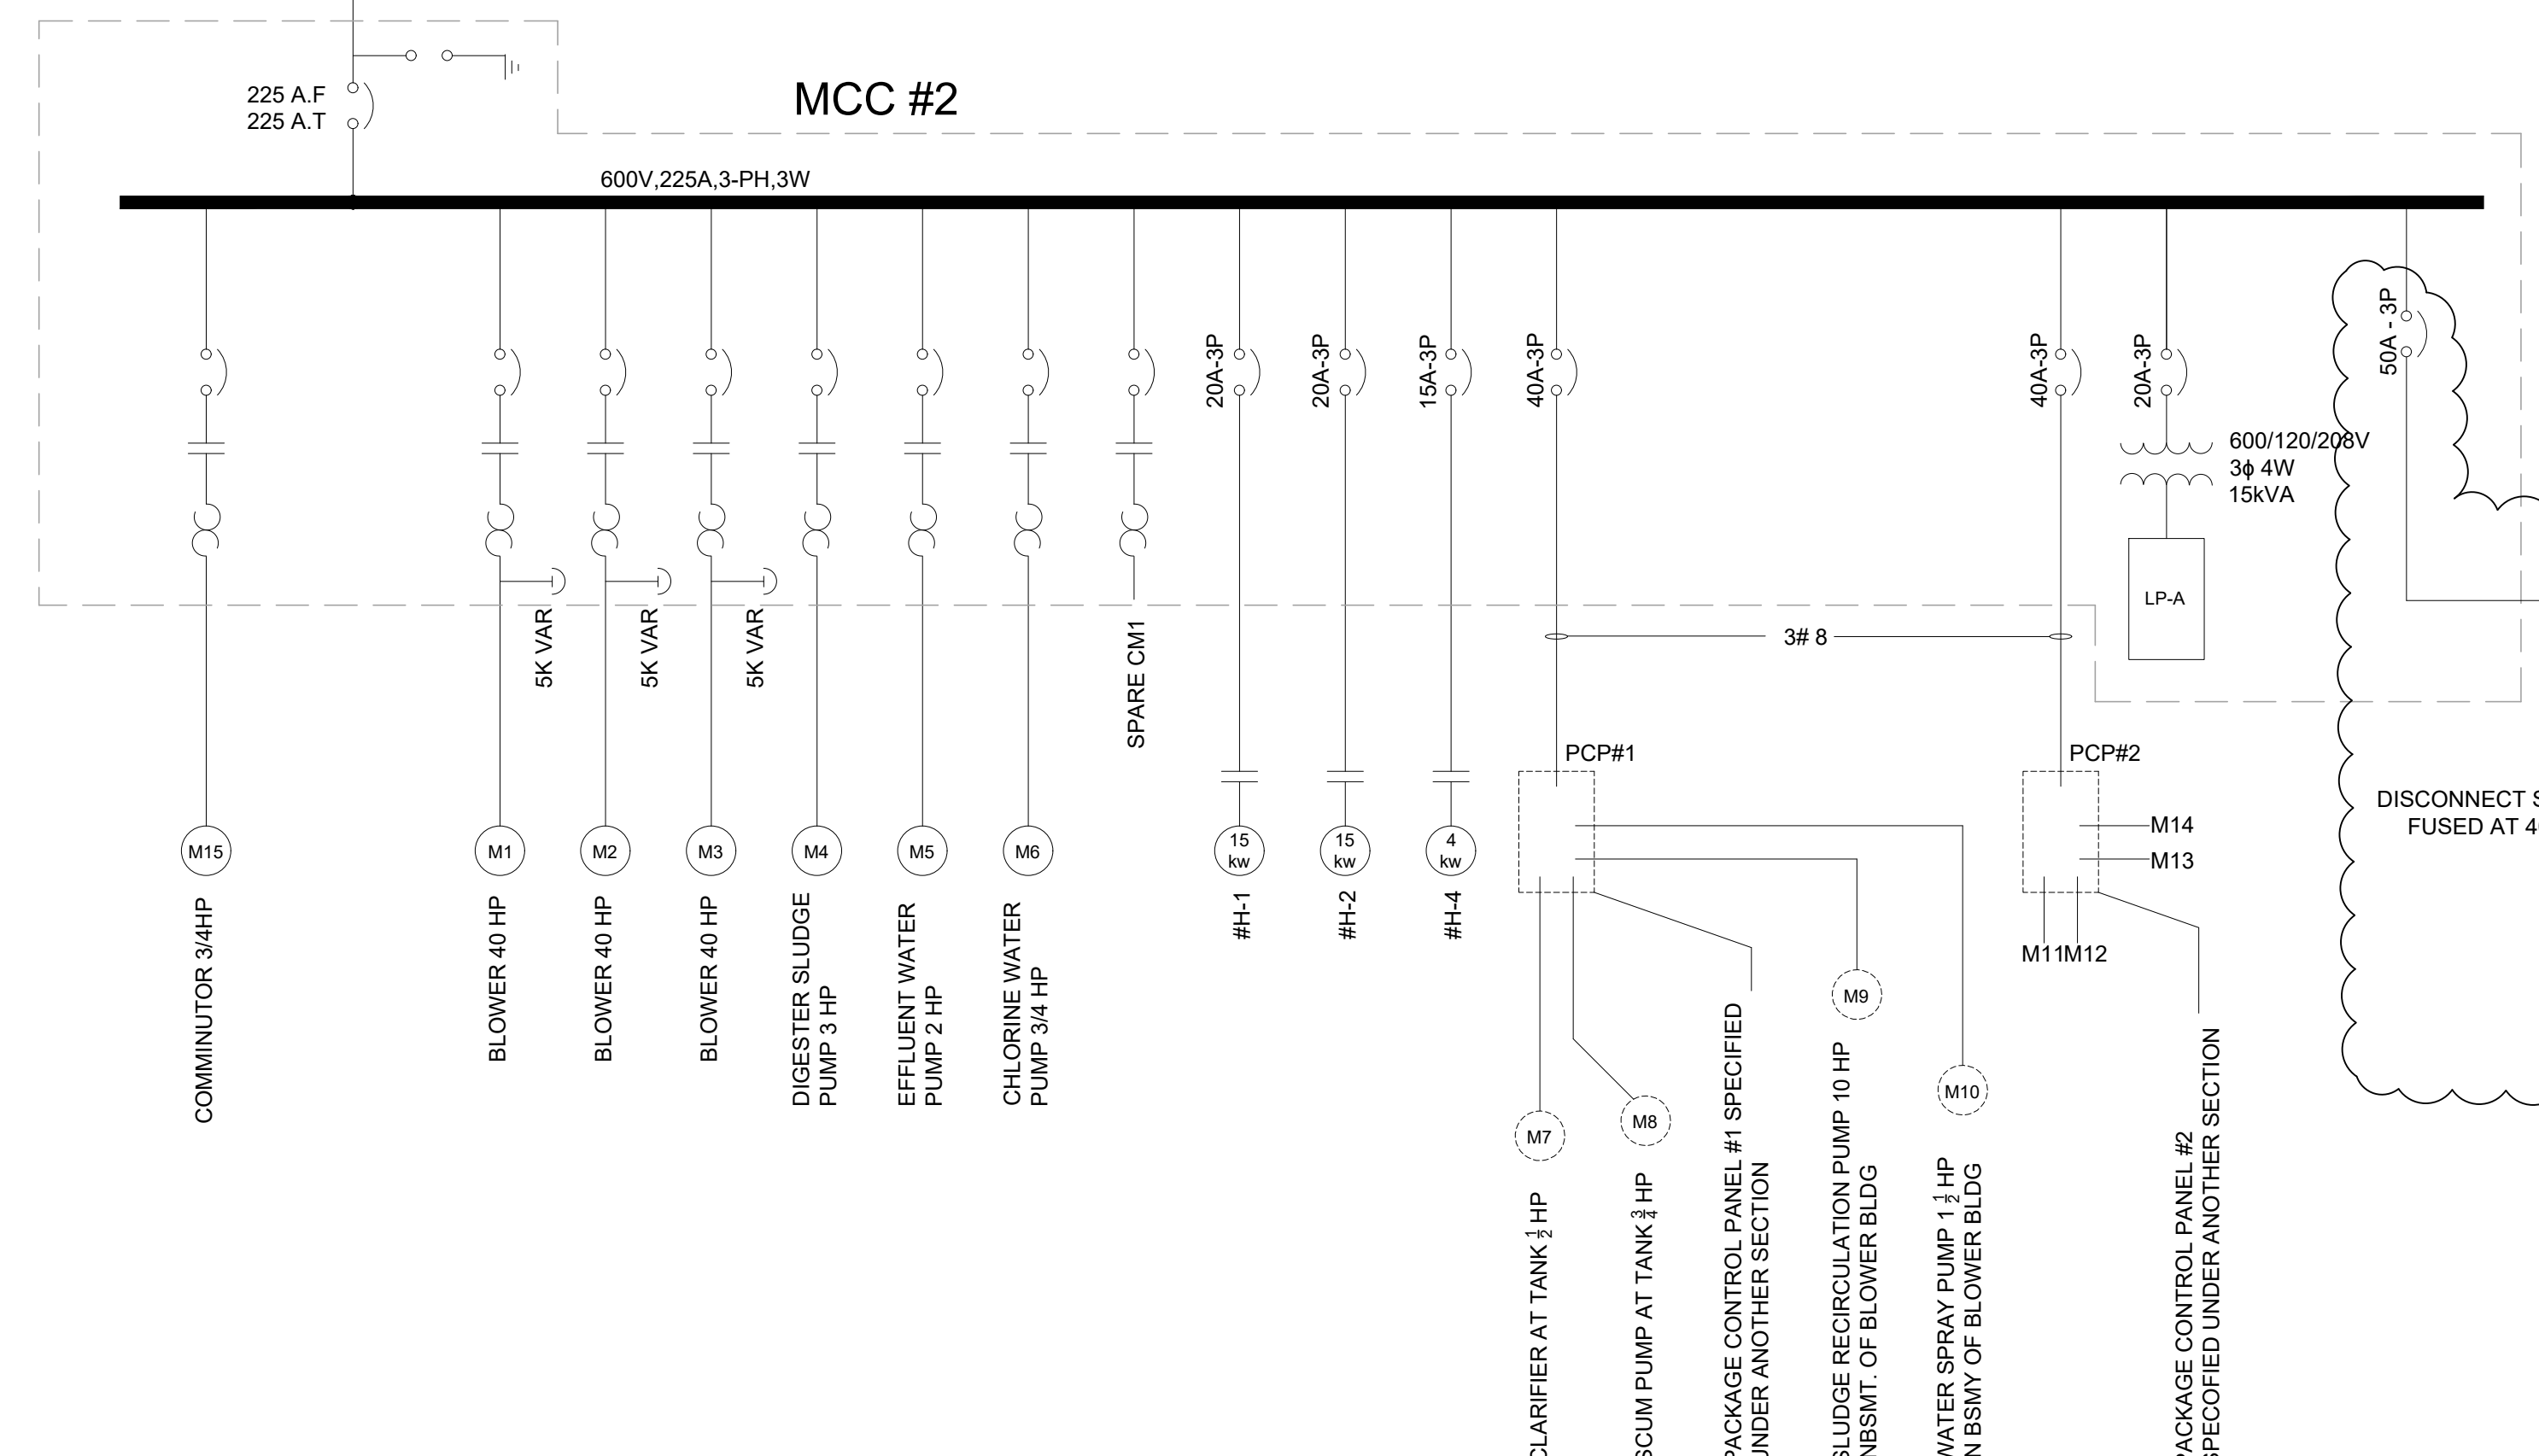 MCC #2
225 A.F
225 A.T
600V,225A,3-PH,3W
20A-3P
20A-3P
15A-3P
40A-3P
40A-3P
20A-3P
50A - 3P
600/120/208V
3ϕ 4W
15kVA
LP-A
5K VAR
5K VAR
5K VAR
SPARE CM1
3# 8
PCP#1
PCP#2
DISCONNECT
FUSED AT
M15
M1
M2
M3
M4
M5
M6
15
kw
15
kw
4
kw
M14
M13
M11
M12
COMMINUTOR 3/4HP
BLOWER 40 HP
BLOWER 40 HP
BLOWER 40 HP
DIGESTER SLUDGE
PUMP 3 HP
EFFLUENT WATER
PUMP 2 HP
CHLORINE WATER
PUMP 3/4 HP
#H-1
#H-2
#H-4
M7
M8
M9
M10
CLARIFIER AT TANK 1/2 HP
SCUM PUMP AT TANK 3/4 HP
PACKAGE CONTROL PANEL #1 SPECIFIED
UNDER ANOTHER SECTION
SLUDGE RECIRCULATION PUMP 10 HP
NBSMT. OF BLOWER BLDG
WATER SPRAY PUMP 1 1/2 HP
N BSMY OF BLOWER BLDG
PACKAGE CONTROL PANEL #2
SPECOFIED UNDER ANOTHER SECTION